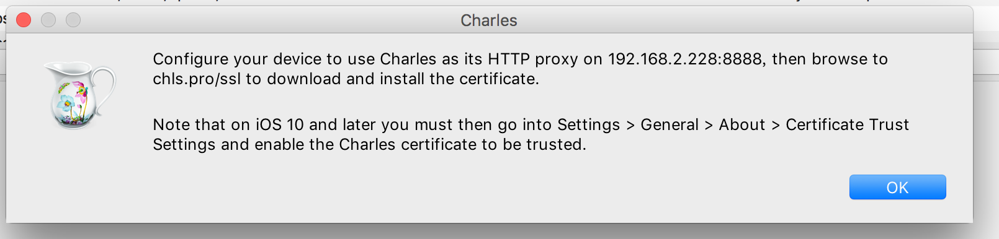 Charles
Configure your device to use Charles as its HTTP proxy on 192.168.2.228:8888, then browse to
chls.pro/ssl to download and install the certificate.
Note that on iOS 10 and later you must then go into Settings > General > About > Certificate Trust
Settings and enable the Charles certificate to be trusted.
OK